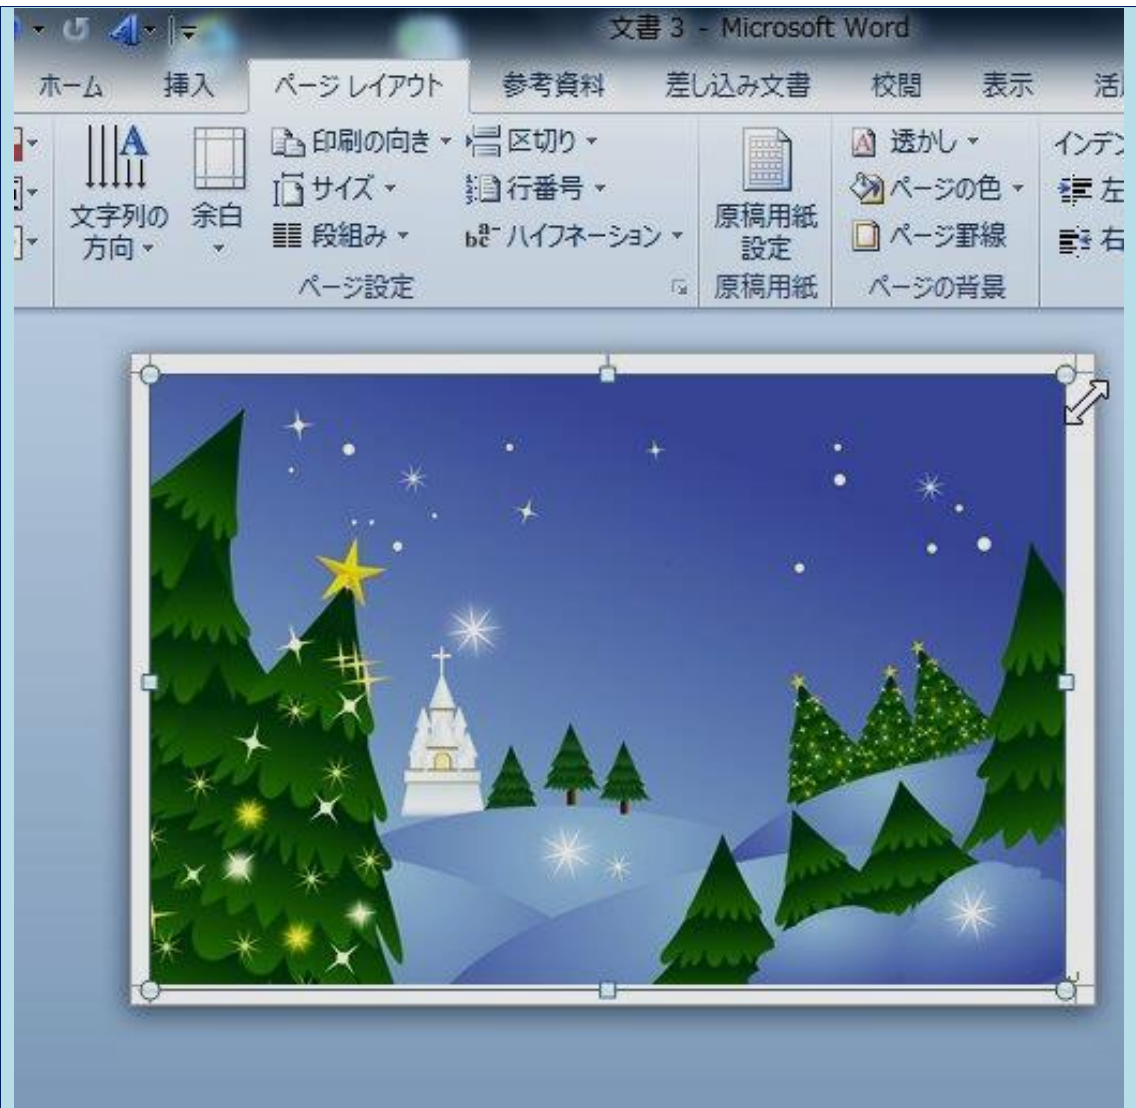 文書 3 - Microsoft Word
ホーム 挿入 ページ レイアウト 参考資料 差し込み文書 校閲 表示
印刷の向き 区切り 透かし
サイズ 行番号 ページの色 左
文字列の方向 余白 原稿用紙設定
段組み ハイフネーション ページ罫線 右
ページ設定 原稿用紙 ページの背景